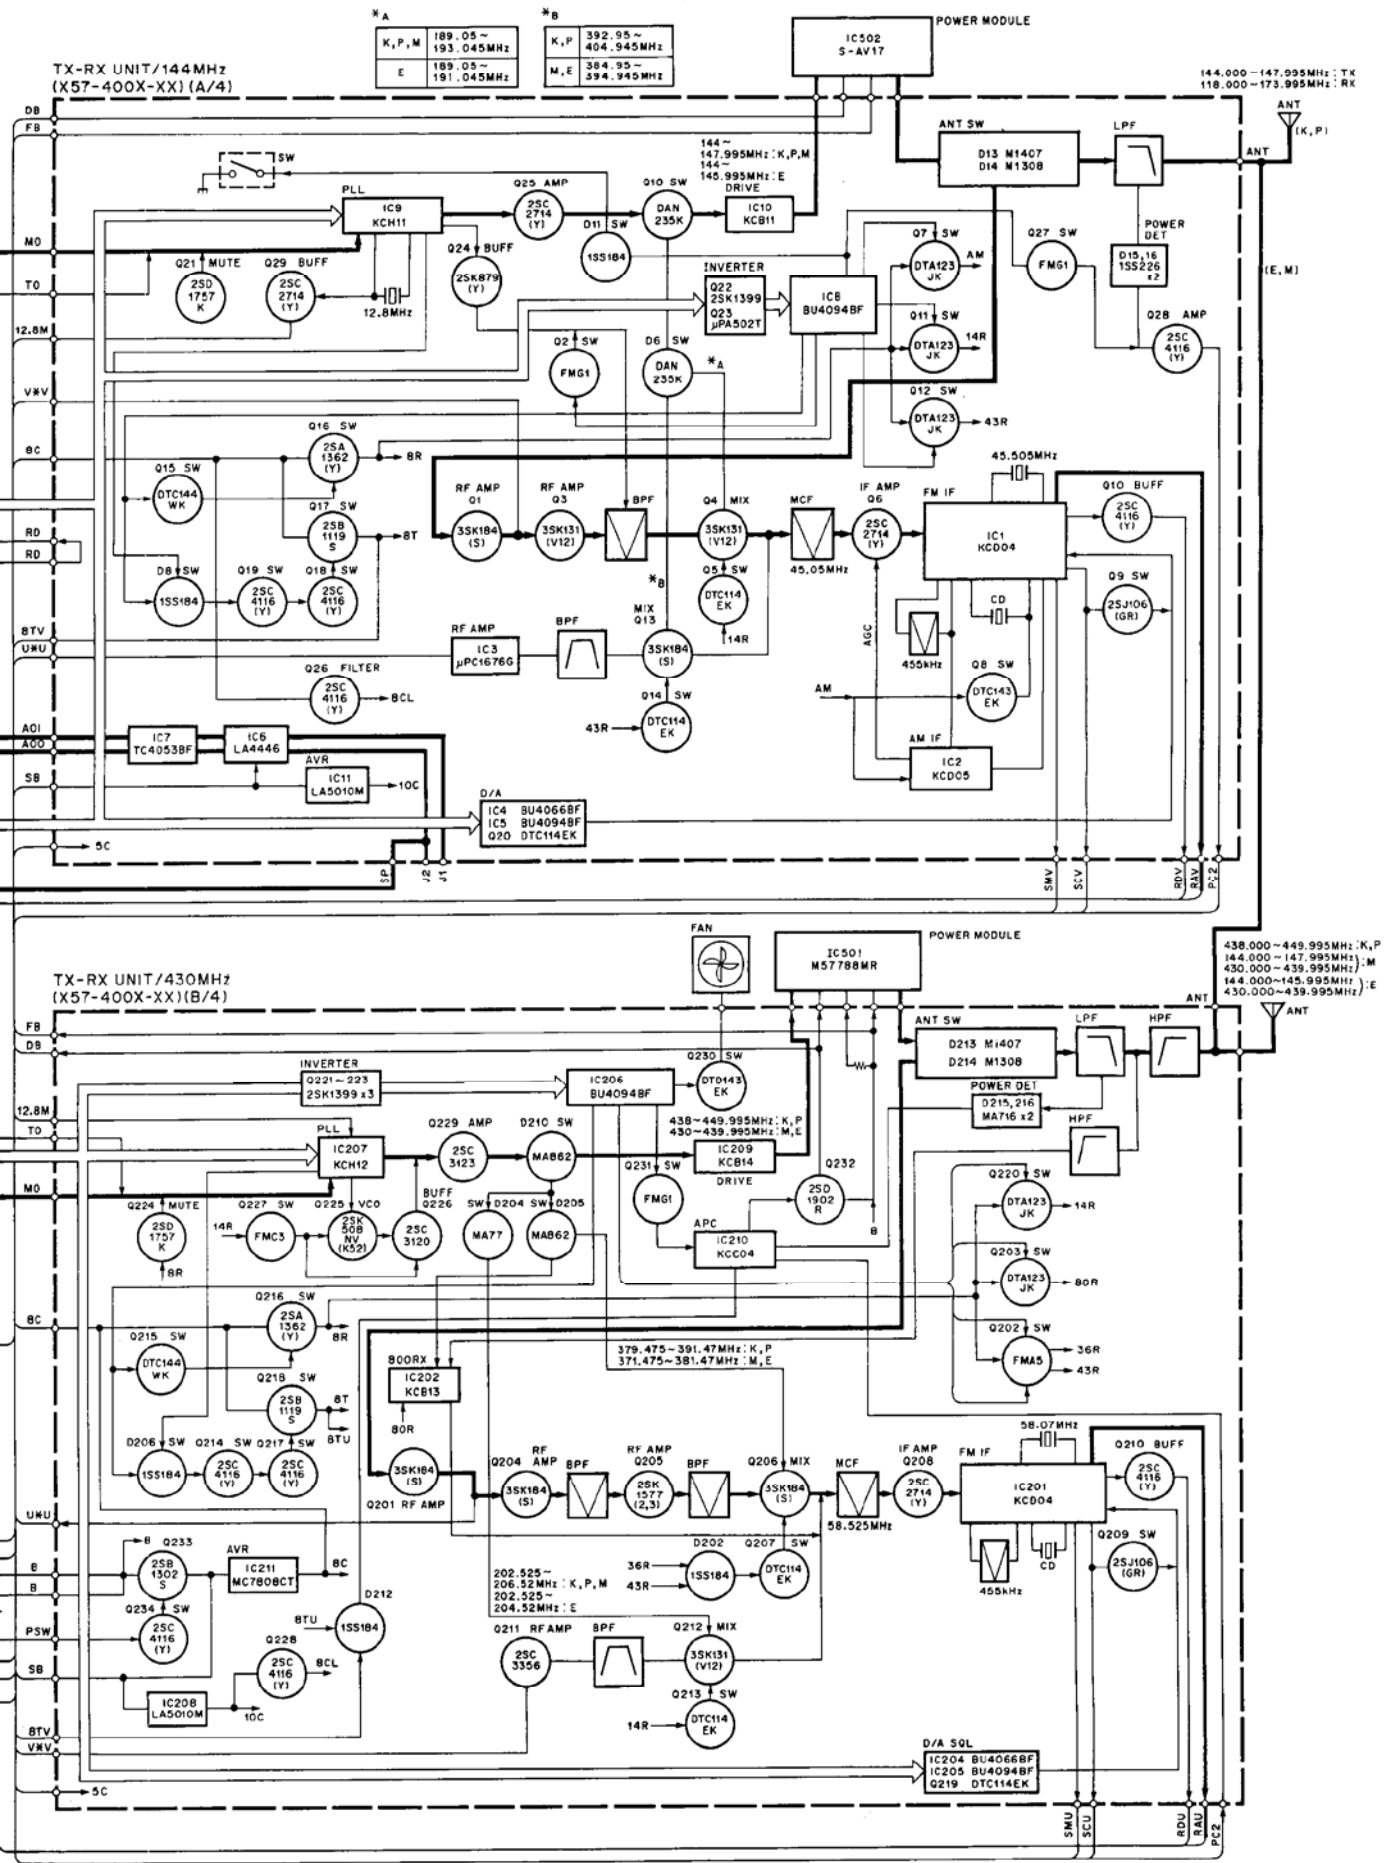 *A
K,P,M 189.05~ 193.045MHz
E 189.05~ 191.045MHz
*B
K,P 392.95~ 404.945MHz
M,E 384.95~ 394.945MHz
IC502
S-AV17
POWER MODULE
TX-RX UNIT/144MHz
(X57-400X-XX)(A/4)
144.000~147.995MHz:TX
118.000~173.995MHz:RX
ANT
(K,P)
DB
FB
SW
144~
147.995MHz:K,P,M
144~
145.995MHz:E
DRIVE
IC10
KCB11
ANT SW
D13 M1407
D14 M1308
LPF
ANT
PLL
IC9
KCH11
Q25 AMP
2SC
2714
(Y)
Q10 SW
DAN
235K
D11 SW
1SS184
Q7 SW
DTA123
JK
AM
Q27 SW
FMG1
POWER
DET
D15,16
1SS226
x2
(E,M)
MO
Q21 MUTE
2SD
1757
K
Q29 BUFF
2SC
2714
(Y)
Q24 BUFF
2SK879
(Y)
12.8MHz
INVERTER
Q22
2SK1399
Q23
μPA502T
IC8
BU4094BF
TO
Q11 SW
DTA123
JK
14R
Q28 AMP
2SC
4116
(Y)
12.8M
Q2 SW
FMG1
D6 SW
DAN
235K
*A
V*V
Q12 SW
DTA123
JK
43R
8C
Q16 SW
2SA
1362
(Y)
8R
Q15 SW
DTC144
WK
Q17 SW
2SB
1119
S
8T
RF AMP
Q1
3SK184
(S)
RF AMP
Q3
3SK131
(V12)
BPF
Q4 MIX
3SK131
(V12)
MCF
45.05MHz
IF AMP
Q6
2SC
2714
(Y)
45.505MHz
FM IF
IC1
KCD04
Q10 BUFF
2SC
4116
(Y)
RD
RD
D8 SW
1SS184
Q19 SW
2SC
4116
(Y)
Q18 SW
2SC
4116
(Y)
*B
Q5 SW
DTC114
EK
14R
Q9 SW
2SJ106
(GR)
CD
455kHz
AGC
8TV
U*U
RF AMP
IC3
μPC1676G
BPF
MIX
Q13
3SK184
(S)
Q8 SW
DTC143
EK
AM
Q26 FILTER
2SC
4116
(Y)
8CL
Q14 SW
43R
DTC114
EK
AM IF
IC2
KCD05
AO1
AO0
IC7
TC4053BF
IC6
LA4446
AVR
IC11
LA5010M
10C
SB
D/A
IC4 BU4066BF
IC5 BU4094BF
Q20 DTC114EK
5C
SP
J2
J1
SMV
SCV
RDV
RAV
PC2
FAN
IC501
M57788MR
POWER MODULE
438.000~449.995MHz:K,P
144.000~147.995MHz):M
430.000~439.995MHz
144.000~145.995MHz):E
430.000~439.995MHz
TX-RX UNIT/430MHz
(X57-400X-XX)(B/4)
ANT
ANT
FB
DB
ANT SW
D213 M1407
D214 M1308
LPF
HPF
INVERTER
Q221~223
2SK1399 x3
IC206
BU4094BF
Q230 SW
DTD143
EK
POWER DET
D215,216
MA716 x2
HPF
12.8M
TO
438~449.995MHz:K,P
430~439.995MHz:M,E
PLL
IC207
KCH12
Q229 AMP
2SC
3123
D210 SW
MA862
IC209
KCB14
DRIVE
MO
Q231 SW
FMG1
Q232
2SD
1902
R
B
Q220 SW
DTA123
JK
14R
Q224 MUTE
2SD
1757
K
8R
Q227 SW
14R
FMC3
Q225 VCO
2SK
508
NV
(K52)
BUFF
Q226
2SC
3120
SW D204
MA77
SW D205
MA862
APC
IC210
KCC04
Q203 SW
DTA123
JK
80R
8C
Q216 SW
2SA
1362
(Y)
8R
Q215 SW
DTC144
WK
Q202 SW
FMA5
36R
43R
379.475~391.47MHz:K,P
371.475~381.47MHz:M,E
800RX
IC202
KCB13
80R
Q218 SW
2SB
1119
S
8T
8TU
D206 SW
1SS184
Q214 SW
2SC
4116
(Y)
Q217 SW
2SC
4116
(Y)
3SK184
(S)
Q201 RF AMP
Q204 RF AMP
3SK184
(S)
BPF
RF AMP
Q205
2SK
1577
(2,3)
BPF
Q206 MIX
3SK184
(S)
MCF
58.525MHz
IF AMP
Q208
2SC
2714
(Y)
58.07MHz
FM IF
IC201
KCD04
Q210 BUFF
2SC
4116
(Y)
U*U
B
B
B
Q233
2SB
1302
S
AVR
IC211
MC7808CT
8C
36R
43R
D202
1SS184
Q207 SW
DTC114
EK
455kHz
CD
Q209 SW
2SJ106
(GR)
202.525~
206.52MHz:K,P,M
202.525~
204.52MHz:E
PSW
Q234 SW
2SC
4116
(Y)
8TU
D212
1SS184
Q211 RF AMP
2SC
3356
BPF
Q212 MIX
3SK131
(V12)
SB
Q228
2SC
4116
(Y)
8CL
IC208
LA5010M
10C
Q213 SW
14R
DTC114
EK
8TV
V*V
D/A SQL
IC204 BU4066BF
IC205 BU4094BF
Q219 DTC114EK
5C
SMU
SCU
RDU
RAU
PC2